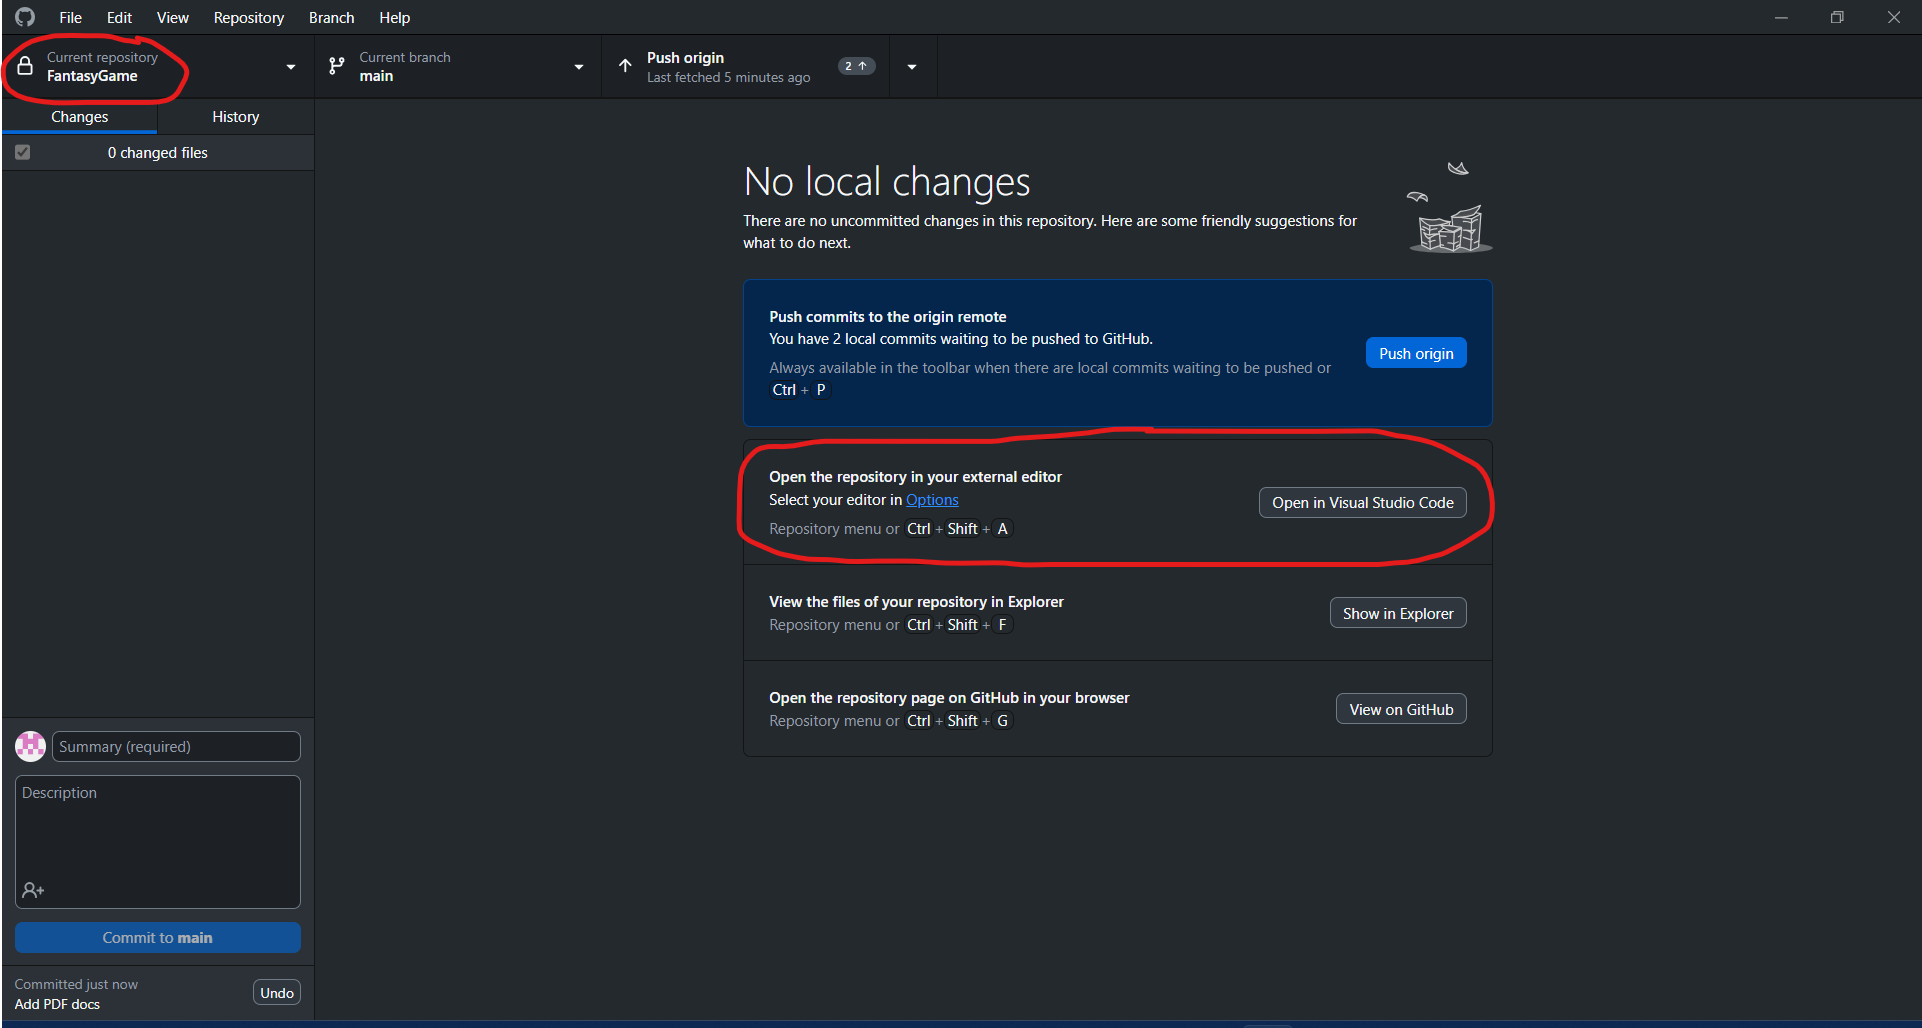 File Edit View Repository Branch Help
Current repository
FantasyGame
Current branch
main
Push origin
Last fetched 5 minutes ago
2
Changes History
0 changed files
No local changes
There are no uncommitted changes in this repository. Here are some friendly suggestions for
what to do next.
Push commits to the origin remote
You have 2 local commits waiting to be pushed to GitHub.
Always available in the toolbar when there are local commits waiting to be pushed or
Ctrl + P
Push origin
Open the repository in your external editor
Select your editor in Options
Repository menu or Ctrl + Shift + A
Open in Visual Studio Code
View the files of your repository in Explorer
Repository menu or Ctrl + Shift + F
Show in Explorer
Open the repository page on GitHub in your browser
Repository menu or Ctrl + Shift + G
View on GitHub
Summary (required)
Description
Commit to main
Committed just now
Add PDF docs
Undo